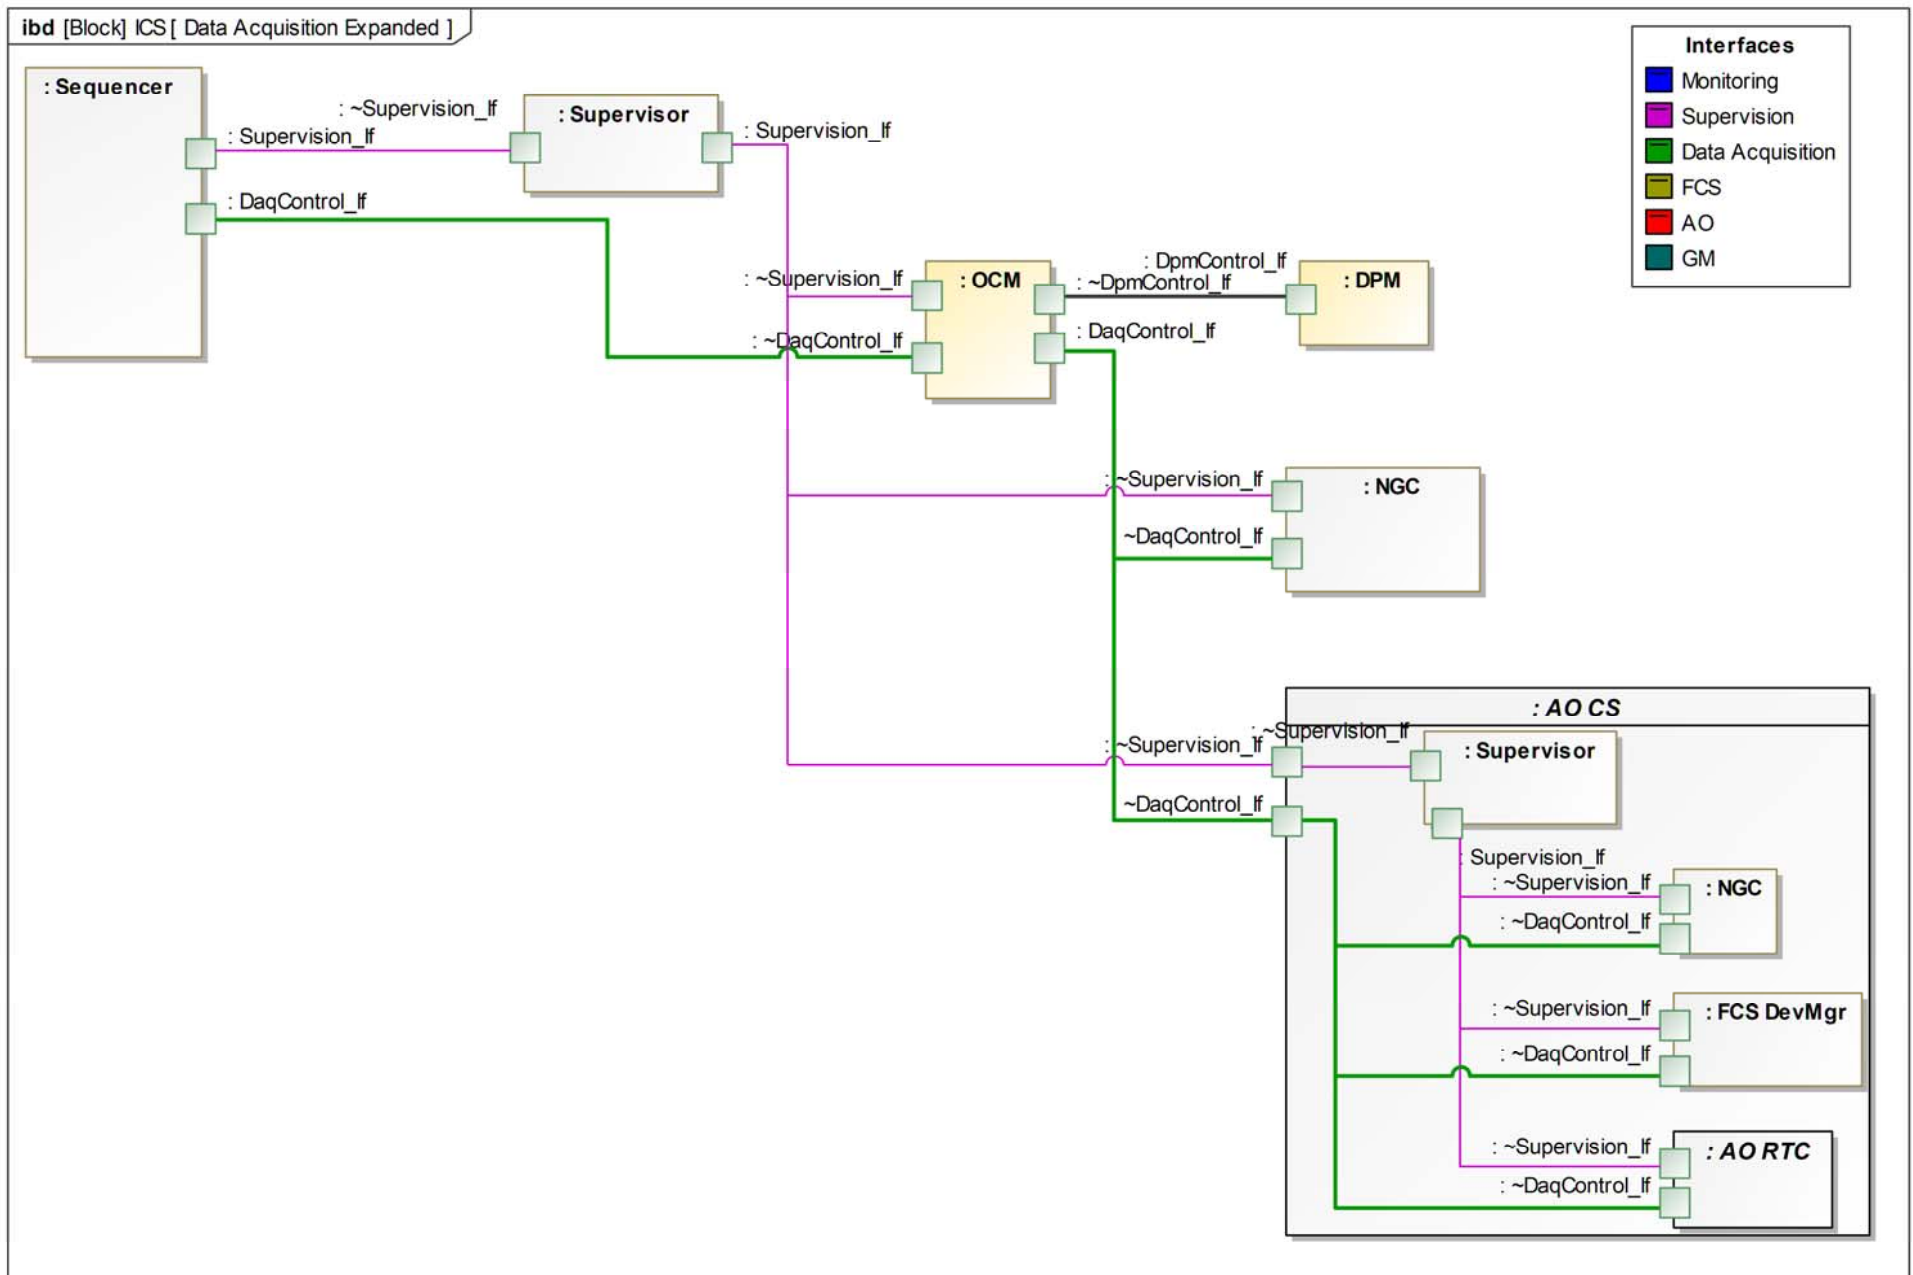 ibd [Block] ICS [ Data Acquisition Expanded ]
Interfaces
Monitoring
Supervision
Data Acquisition
FCS
AO
GM
: Sequencer
: ~Supervision_If
: Supervision_If
: DaqControl_If
: Supervisor
: Supervision_If
: ~Supervision_If
: ~DaqControl_If
: OCM
: DpmControl_If
: ~DpmControl_If
: DaqControl_If
: DPM
: ~Supervision_If
~DaqControl_If
: NGC
: AO CS
: ~Supervision_If
: ~Supervision_If
~DaqControl_If
: Supervisor
: Supervision_If
: ~Supervision_If
: ~DaqControl_If
: NGC
: ~Supervision_If
: ~DaqControl_If
: FCS DevMgr
: ~Supervision_If
: ~DaqControl_If
: AO RTC